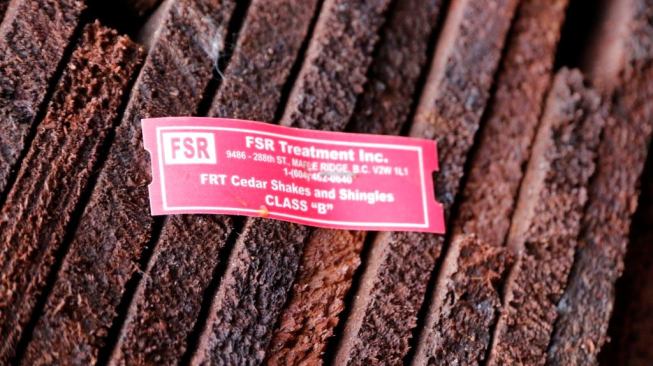 FSR
FSR Treatment Inc.
9486 - 288th ST., MAPLE RIDGE, B.C. V2W 1L1
1-(604)
FRT Cedar Shakes and Shingles
CLASS "B"